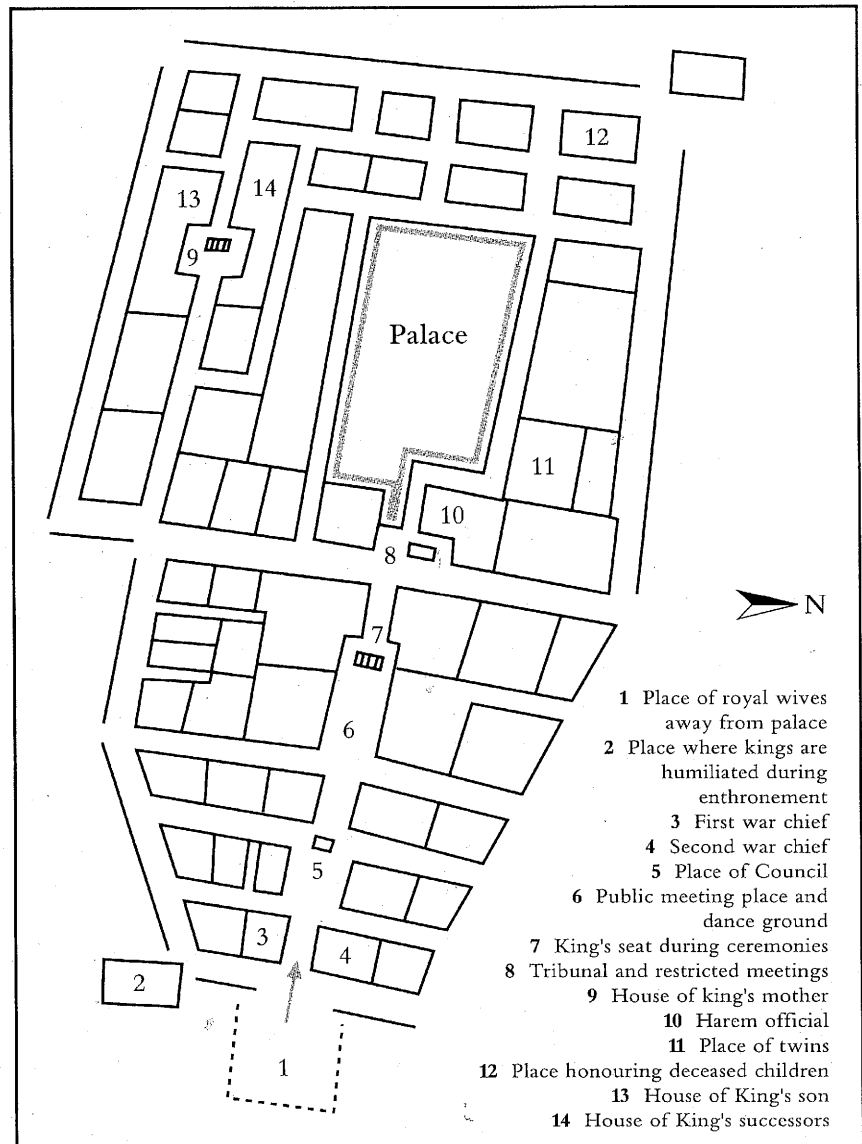 12
13
14
9
Palace
11
10
8
N
7
6
5
3
4
2
1
1 Place of royal wives
away from palace
2 Place where kings are
humiliated during
enthronement
3 First war chief
4 Second war chief
5 Place of Council
6 Public meeting place and
dance ground
7 King's seat during ceremonies
8 Tribunal and restricted meetings
9 House of king's mother
10 Harem official
11 Place of twins
12 Place honouring deceased children
13 House of King's son
14 House of King's successors